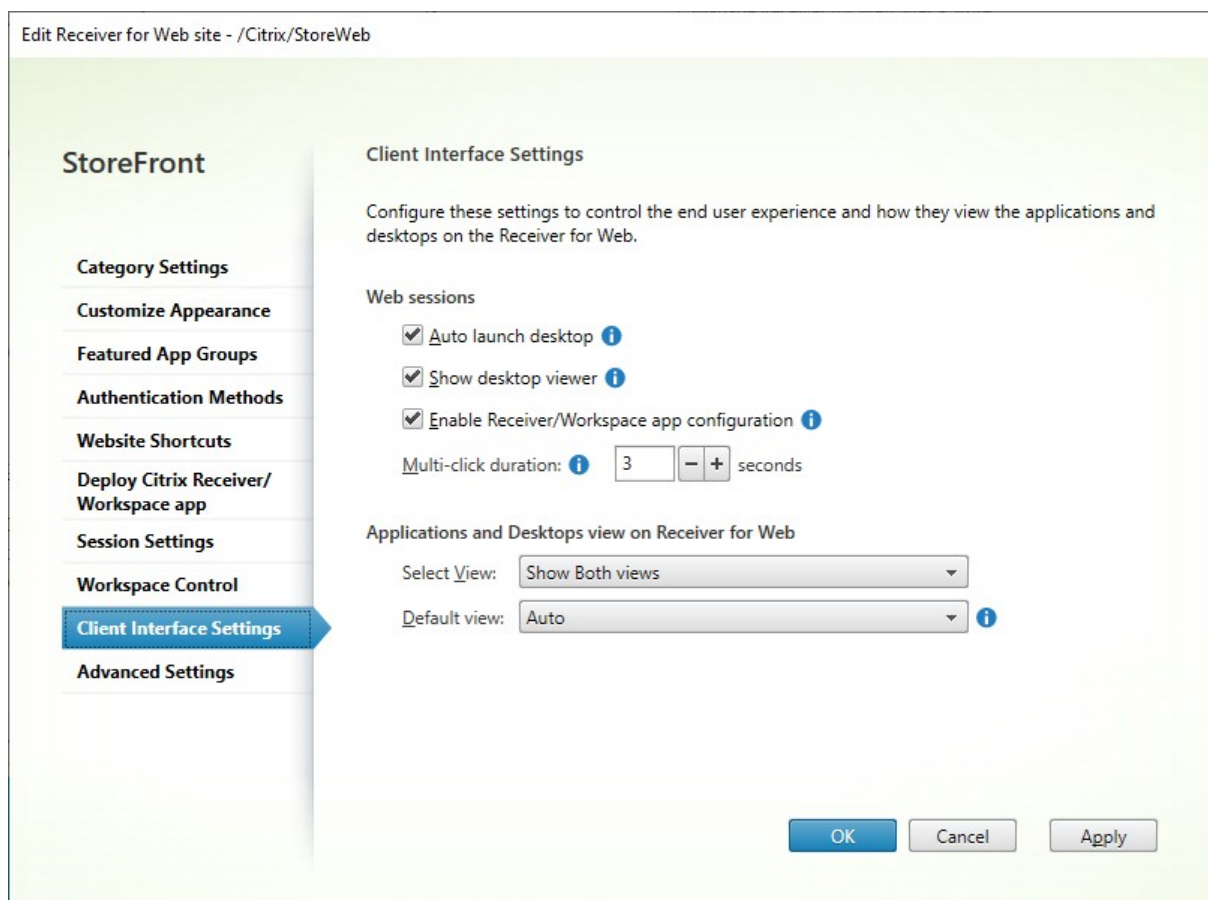 Edit Receiver for Web site - /Citrix/StoreWeb
StoreFront
Category Settings
Customize Appearance
Featured App Groups
Authentication Methods
Website Shortcuts
Deploy Citrix Receiver/
Workspace app
Session Settings
Workspace Control
Client Interface Settings
Advanced Settings
Client Interface Settings
Configure these settings to control the end user experience and how they view the applications and
desktops on the Receiver for Web.
Web sessions
Auto launch desktop
Show desktop viewer
Enable Receiver/Workspace app configuration
Multi-click duration: 3 seconds
Applications and Desktops view on Receiver for Web
Select View: Show Both views
Default view: Auto
OK Cancel Apply